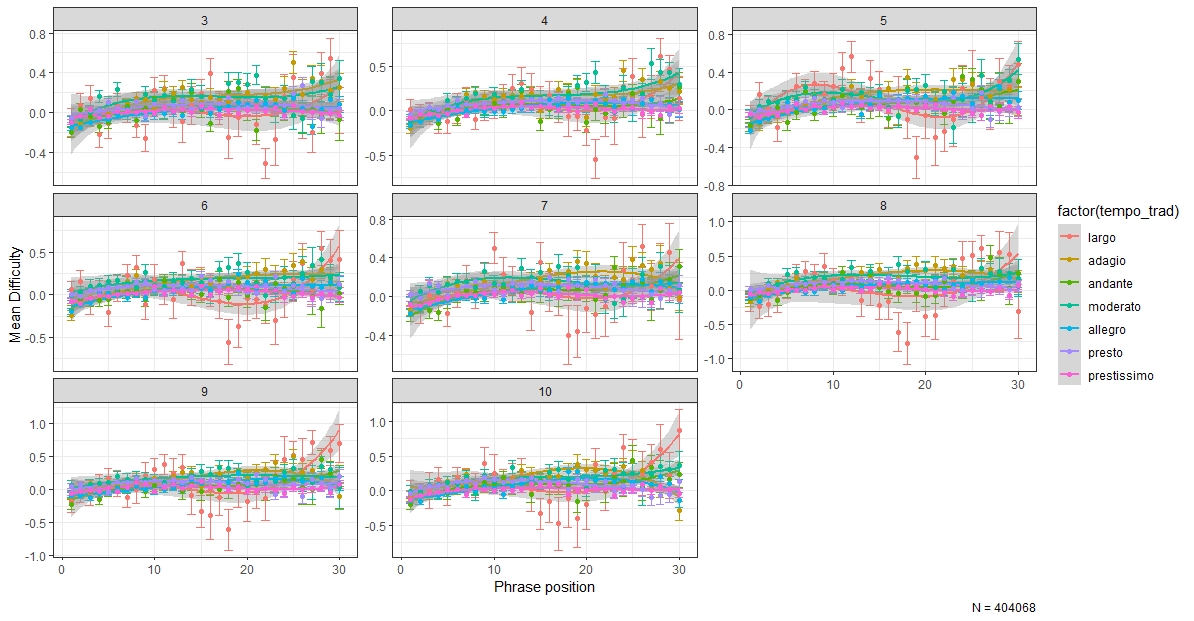 3
4
5
0.8
0.4
0.0
-0.4
0.5
0.0
-0.5
0.8
0.4
0.0
-0.4
-0.8
6
7
8
0.5
0.0
-0.5
0.8
0.4
0.0
-0.4
1.0
0.5
0.0
-0.5
-1.0
0 10 20 30
9
10
1.0
0.5
0.0
-0.5
-1.0
1.0
0.5
0.0
-0.5
0 10 20 30
0 10 20 30
Mean Difficulty
Phrase position
factor(tempo_trad)
largo
adagio
andante
moderato
allegro
presto
prestissimo
N = 404068